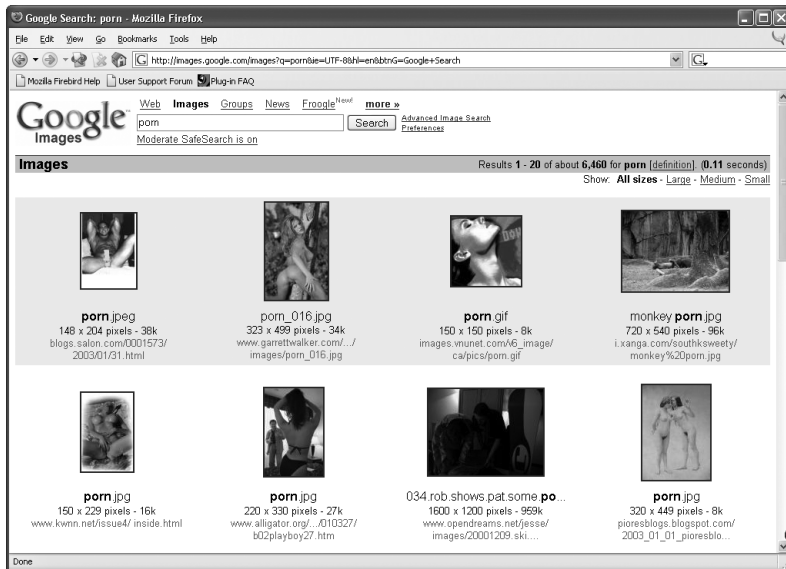 Google Search: porn - Mozilla Firefox
File Edit View Go Bookmarks Tools Help
http://images.google.com/images?q=porn&ie=UTF-8&hl=en&btnG=Google+Search
G
Mozilla Firebird Help User Support Forum Plug-in FAQ
Web Images Groups News Froogle New! more »
Google
Images
porn Search Advanced Image Search
Preferences
Moderate SafeSearch is on
Images Results 1 - 20 of about 6,460 for porn [definition]. (0.11 seconds)
Show: All sizes - Large - Medium - Small
porn.jpeg
148 x 204 pixels - 38k
blogs.salon.com/0001573/
2003/01/31.html
porn_016.jpg
323 x 499 pixels - 34k
www.garrettwalker.com/.../
images/porn_016.jpg
porn.gif
150 x 150 pixels - 8k
images.vnunet.com/v6_image/
ca/pics/porn.gif
monkey porn.jpg
720 x 540 pixels - 96k
i.xanga.com/southksweety/
monkey%20porn.jpg
porn.jpg
150 x 229 pixels - 16k
www.kwnn.net/issue4/ inside.html
porn.jpg
220 x 330 pixels - 27k
www.alligator.org/.../010327/
b02playboy27.htm
034.rob.shows.pat.some.po...
1600 x 1200 pixels - 959k
www.opendreams.net/jesse/
images/20001209.ski....
porn.jpg
320 x 449 pixels - 8k
pioresblogs.blogspot.com/
2003_01_01_pioresblo...
Done